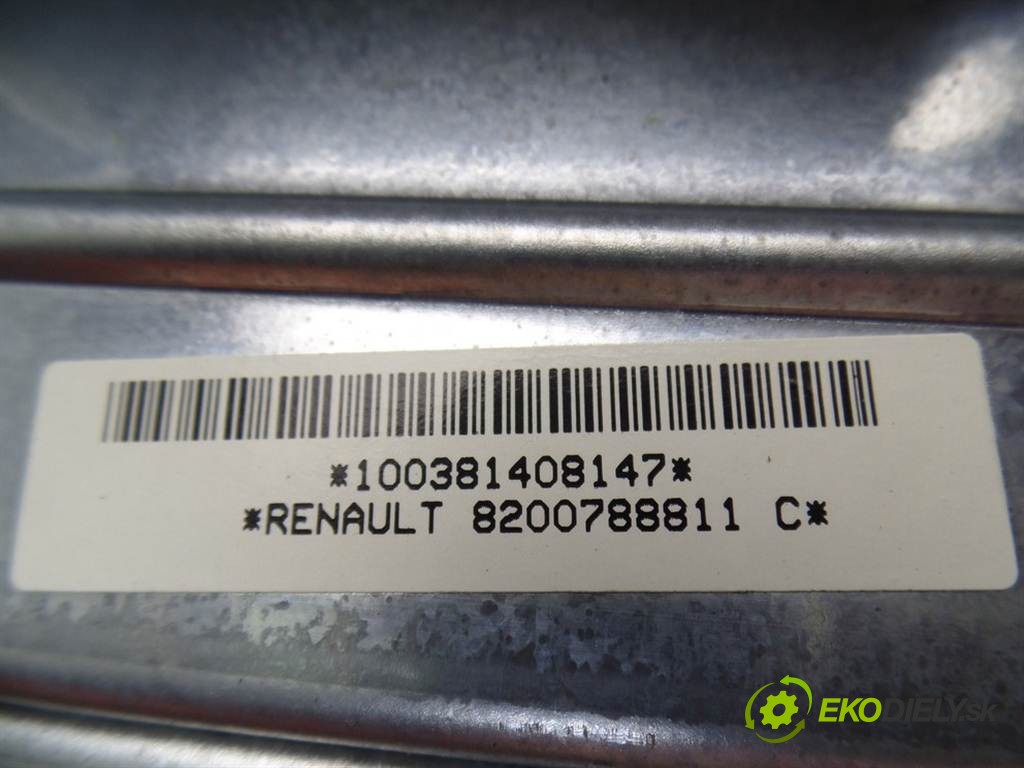 *100381408147*
*RENAULT 8200788811 C*
EKODIELY.sk